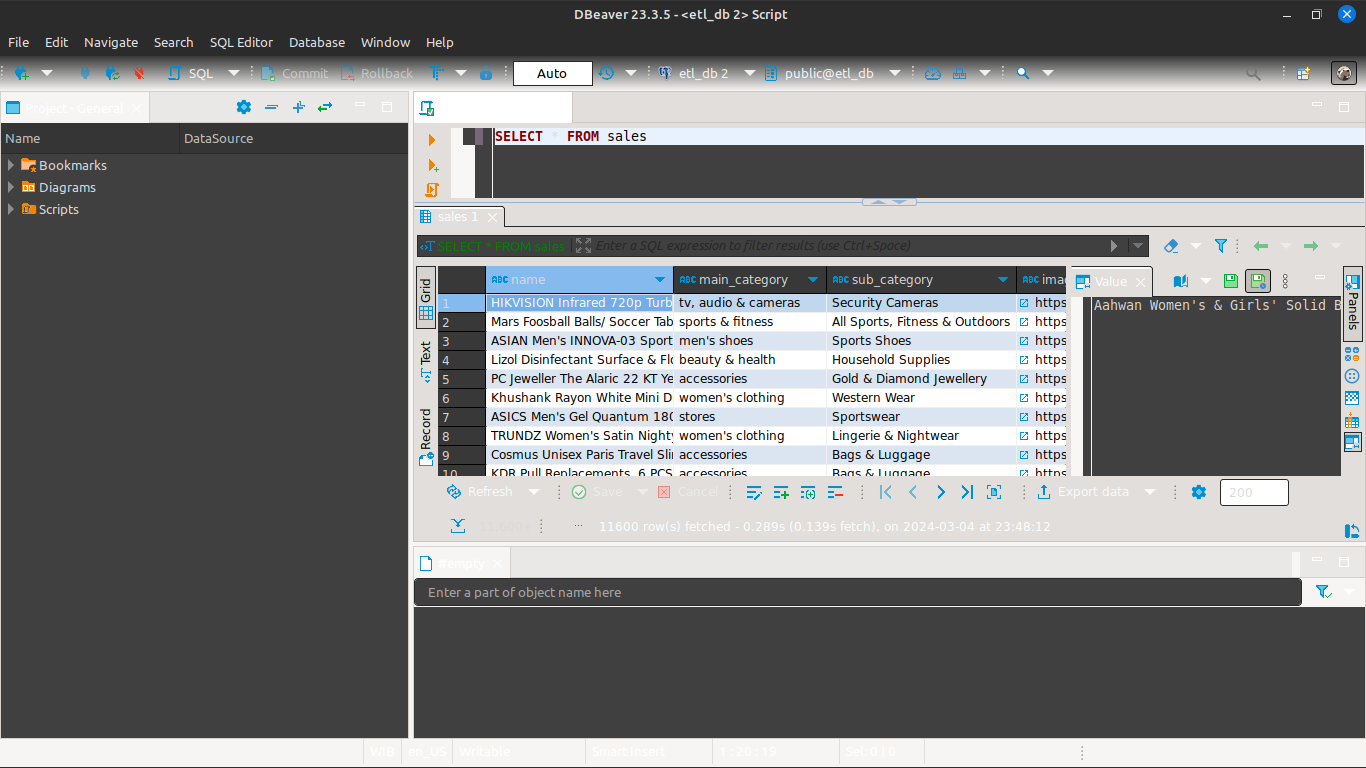 DBeaver 23.3.5 - <etl_db 2> Script
File Edit Navigate Search SQL Editor Database Window Help
SQL Commit Rollback Auto etl_db 2 public@etl_db
Project - General
Name DataSource
Bookmarks
Diagrams
Scripts
SELECT * FROM sales
sales 1
SELECT * FROM sales Enter a SQL expression to filter results (use Ctrl+Space)
Grid
Text
Record
name main_category sub_category imag
1 HIKVISION Infrared 720p Turb tv, audio & cameras Security Cameras https
2 Mars Foosball Balls/ Soccer Tab sports & fitness All Sports, Fitness & Outdoors https
3 ASIAN Men's INNOVA-03 Sport men's shoes Sports Shoes https
4 Lizol Disinfectant Surface & Flo beauty & health Household Supplies https
5 PC Jeweller The Alaric 22 KT Ye accessories Gold & Diamond Jewellery https
6 Khushank Rayon White Mini D women's clothing Western Wear https
7 ASICS Men's Gel Quantum 180 stores Sportswear https
8 TRUNDZ Women's Satin Nighty women's clothing Lingerie & Nightwear https
9 Cosmus Unisex Paris Travel Slin accessories Bags & Luggage https
10 KDR Pull Replacements, 6 PCS accessories Bags & Luggage https
Value
Aahwan Women's & Girls' Solid B
Panels
Refresh Save Cancel Export data 200
11600 row(s) fetched - 0.289s (0.139s fetch), on 2024-03-04 at 23:48:12
Enter a part of object name here
WIB en_US Writable Smart Insert 1 : 20 : 19 Sel: 0 | 0